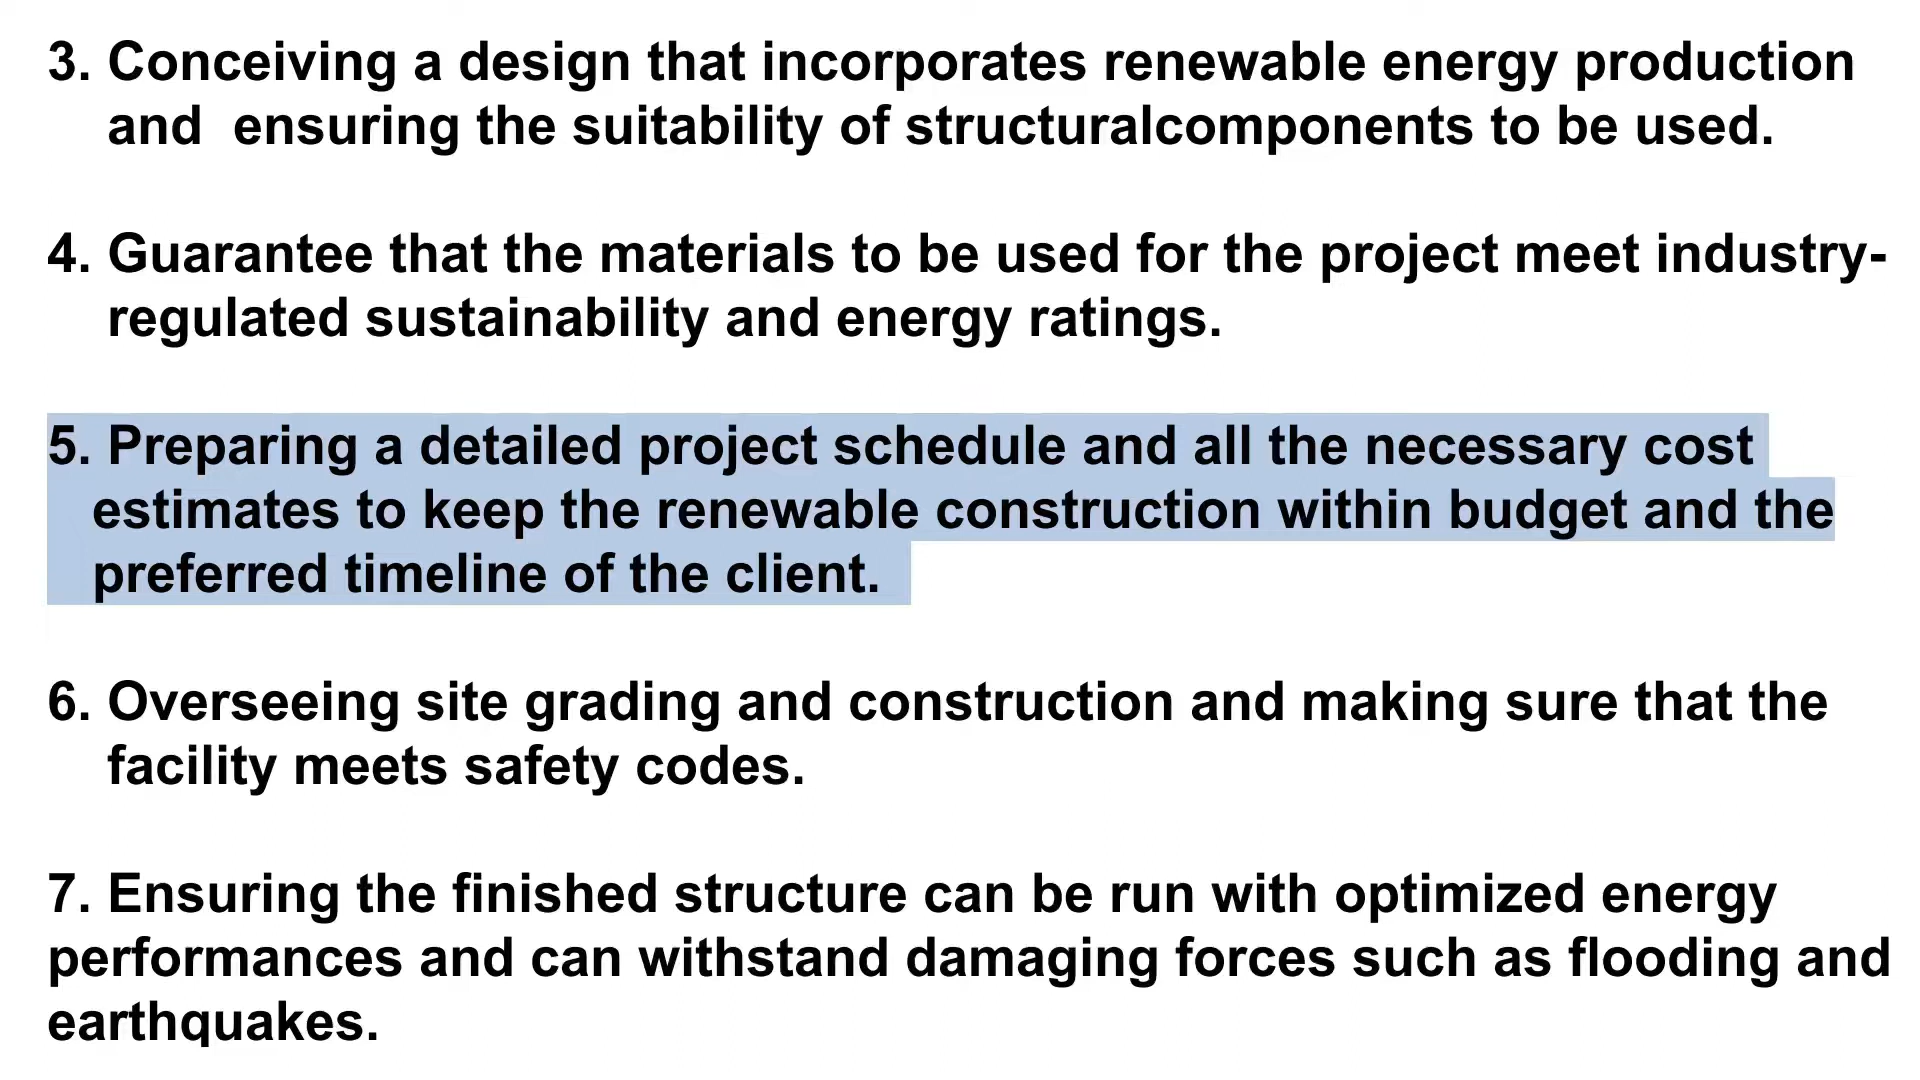 3. Conceiving a design that incorporates renewable energy production
and  ensuring the suitability of structuralcomponents to be used.
4. Guarantee that the materials to be used for the project meet industry-
regulated sustainability and energy ratings.
5. Preparing a detailed project schedule and all the necessary cost
estimates to keep the renewable construction within budget and the
preferred timeline of the client.
6. Overseeing site grading and construction and making sure that the
facility meets safety codes.
7. Ensuring the finished structure can be run with optimized energy
performances and can withstand damaging forces such as flooding and
earthquakes.